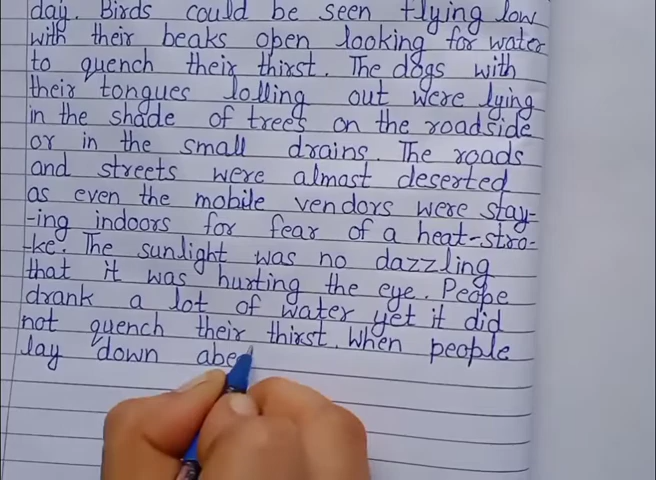 day. Birds could be seen flying low
with their beaks open looking for water
to quench their thirst. The dogs with
their tongues lolling out were lying
in the shade of trees on the roadside
or in the small drains. The roads
and streets were almost deserted
as even the mobile vendors were stay-
-ing indoors for fear of a heat-stro-
-ke. The sunlight was no dazzling
that it was hurting the eye. Peope
drank a lot of water yet it did
not quench their thirst. When people
lay down abe